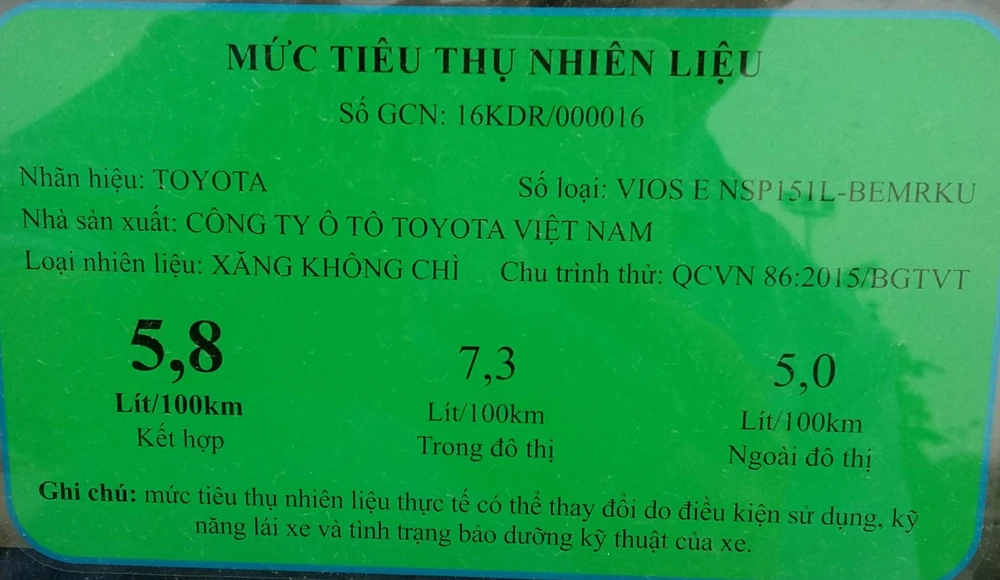 MỨC TIÊU THỤ NHIÊN LIỆU
Số GCN: 16KDR/000016
Nhãn hiệu: TOYOTA Số loại: VIOS E NSP151L-BEMRKU
Nhà sản xuất: CÔNG TY Ô TÔ TOYOTA VIỆT NAM
Loại nhiên liệu: XĂNG KHÔNG CHÌ Chu trình thử: QCVN 86:2015/BGTVT
5,8 7,3 5,0
Lít/100km Lít/100km Lít/100km
Kết hợp Trong đô thị Ngoài đô thị
Ghi chú: mức tiêu thụ nhiên liệu thực tế có thể thay đổi do điều kiện sử dụng, kỹ
năng lái xe và tình trạng bảo dưỡng kỹ thuật của xe.